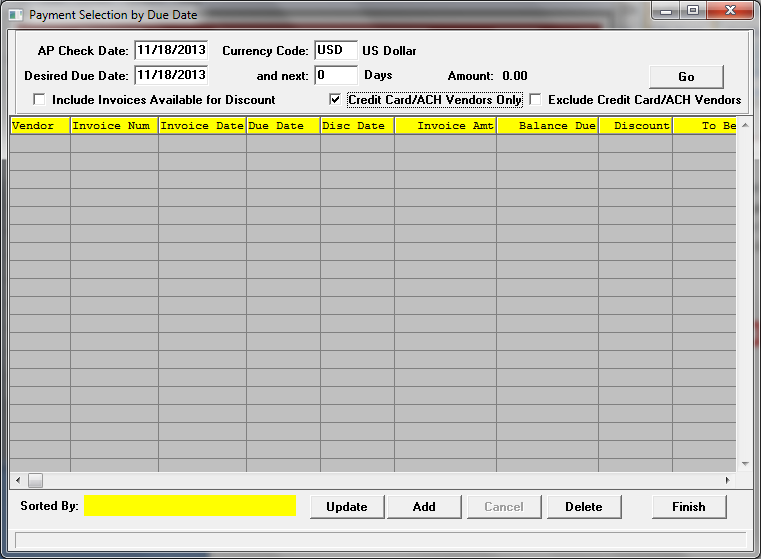 Payment Selection by Due Date
AP Check Date: 11/18/2013 Currency Code: USD US Dollar
Desired Due Date: 11/18/2013 and next: 0 Days Amount: 0.00 Go
Include Invoices Available for Discount Credit Card/ACH Vendors Only Exclude Credit Card/ACH Vendors
Vendor Invoice Num Invoice Date Due Date Disc Date Invoice Amt Balance Due Discount To Be
Sorted By: Update Add Cancel Delete Finish